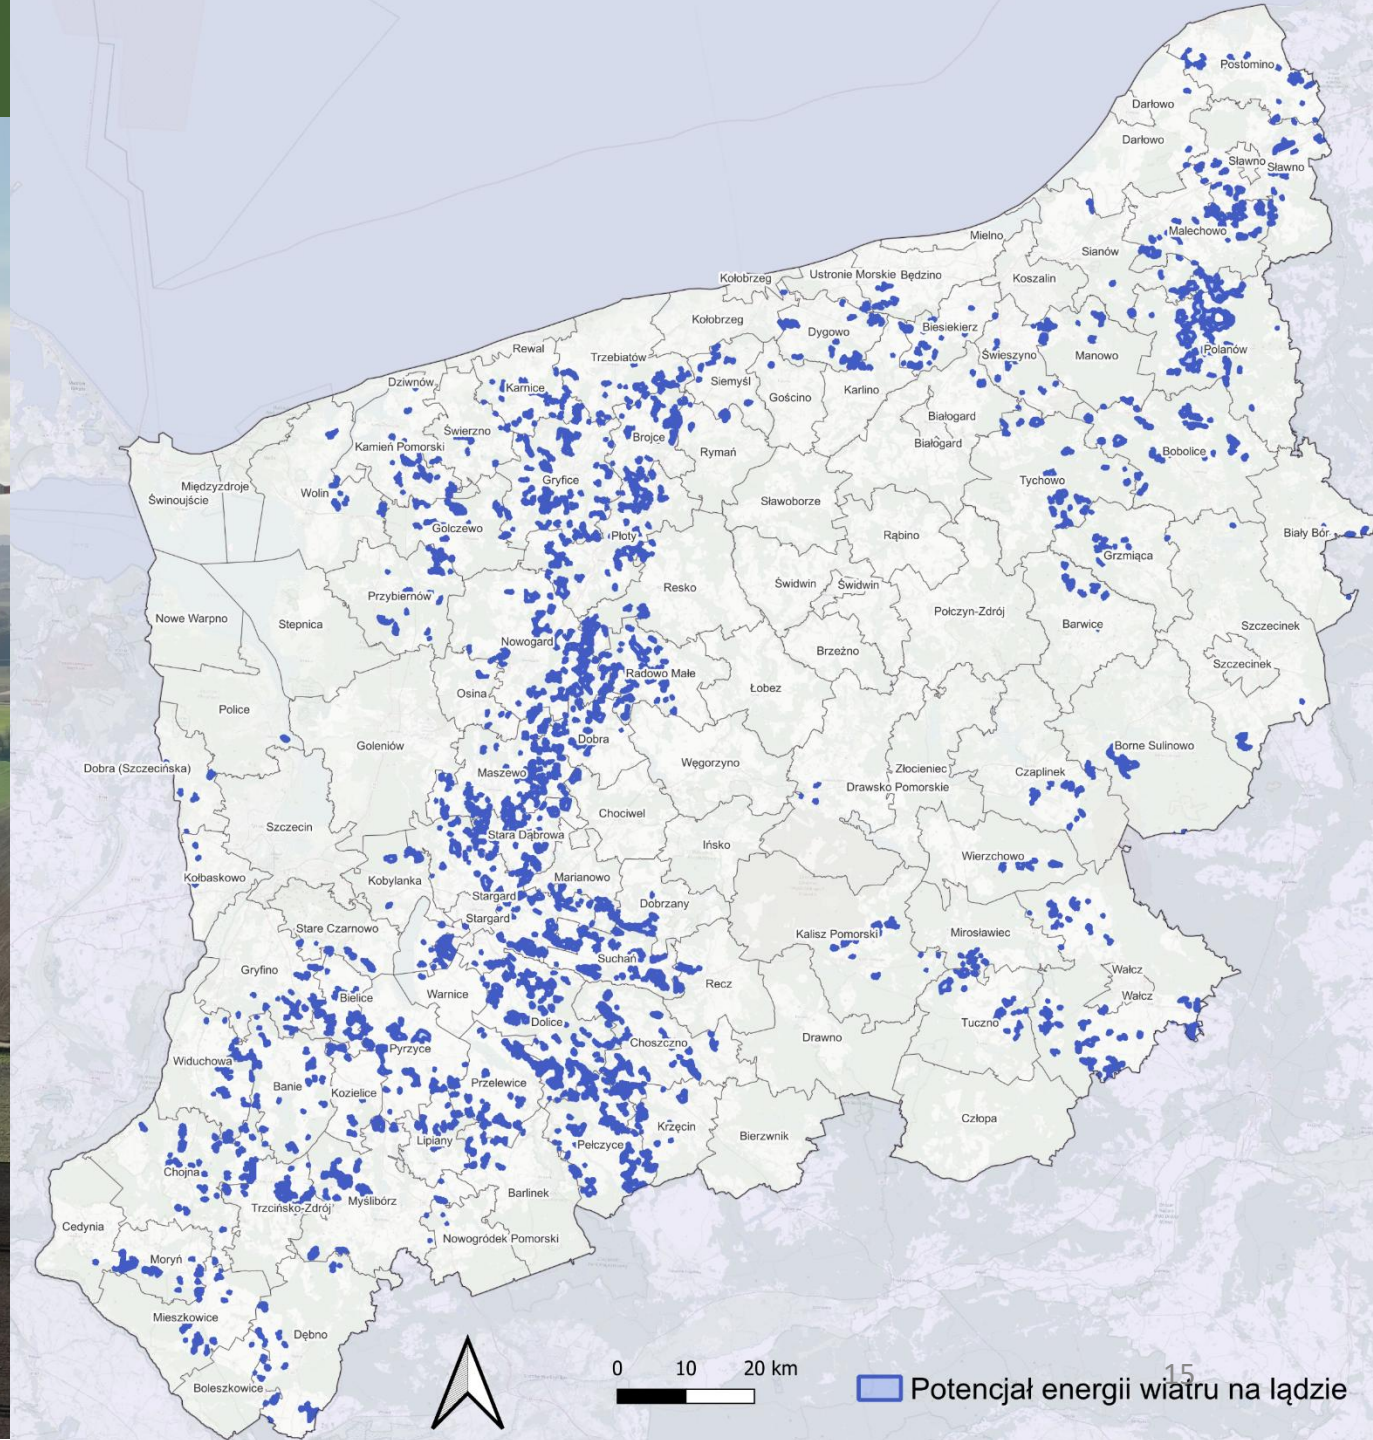 Postomino
Darłowo
Darłowo
Sławno
Sławno
Malechowo
Mielno
Sianów
Kołobrzeg
Ustronie Morskie
Będzino
Koszalin
Kołobrzeg
Dygowo
Biesiekierz
Rewal
Trzebiatów
Świeszyno
Manowo
Polanów
Dziwnów
Karnice
Siemyśl
Gościno
Karlino
Białogard
Świerzno
Brojce
Białogard
Kamień Pomorski
Rymań
Bobolice
Międzyzdroje
Świnoujście
Wolin
Gryfice
Tychowo
Sławoborze
Golczewo
Płoty
Rąbino
Biały Bór
Grzmiąca
Przybiernów
Resko
Świdwin
Świdwin
Nowe Warpno
Stepnica
Połczyn-Zdrój
Barwice
Szczecinek
Nowogard
Brzeżno
Szczecinek
Radowo Małe
Osina
Łobez
Police
Goleniów
Dobra
Borne Sulinowo
Dobra (Szczecińska)
Maszewo
Węgorzyno
Złocieniec
Czaplinek
Drawsko Pomorskie
Chociwel
Szczecin
Stara Dąbrowa
Ińsko
Wierzchowo
Kołbaskowo
Kobylanka
Marianowo
Stargard
Dobrzany
Stargard
Stare Czarnowo
Kalisz Pomorski
Mirosławiec
Suchań
Gryfino
Wałcz
Bielice
Warnice
Recz
Wałcz
Dolice
Tuczno
Choszczno
Drawno
Pyrzyce
Widuchowa
Banie
Kozielice
Przelewice
Człopa
Krzęcin
Bierzwnik
Lipiany
Pełczyce
Chojna
Barlinek
Myślibórz
Trzcińsko-Zdrój
Cedynia
Nowogródek Pomorski
Moryń
Mieszkowice
Dębno
Boleszkowice
0 10 20 km
15
Potencjał energii wiatru na lądzie